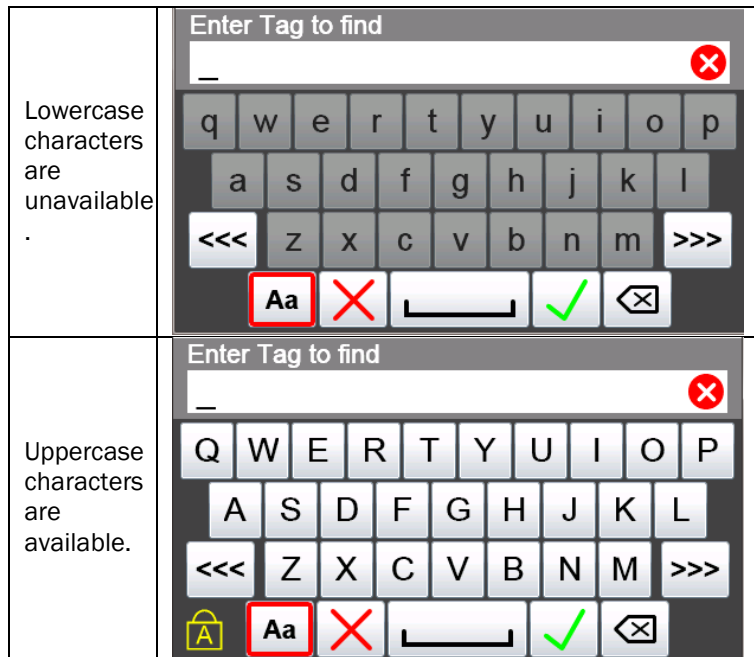 Lowercase
characters
are
unavailable
.
Enter Tag to find
_
q w e r t y u i o p
a s d f g h j k l
<<< z x c v b n m >>>
Aa
Uppercase
characters
are
available.
Enter Tag to find
_
Q W E R T Y U I O P
A S D F G H J K L
<<< Z X C V B N M >>>
A Aa